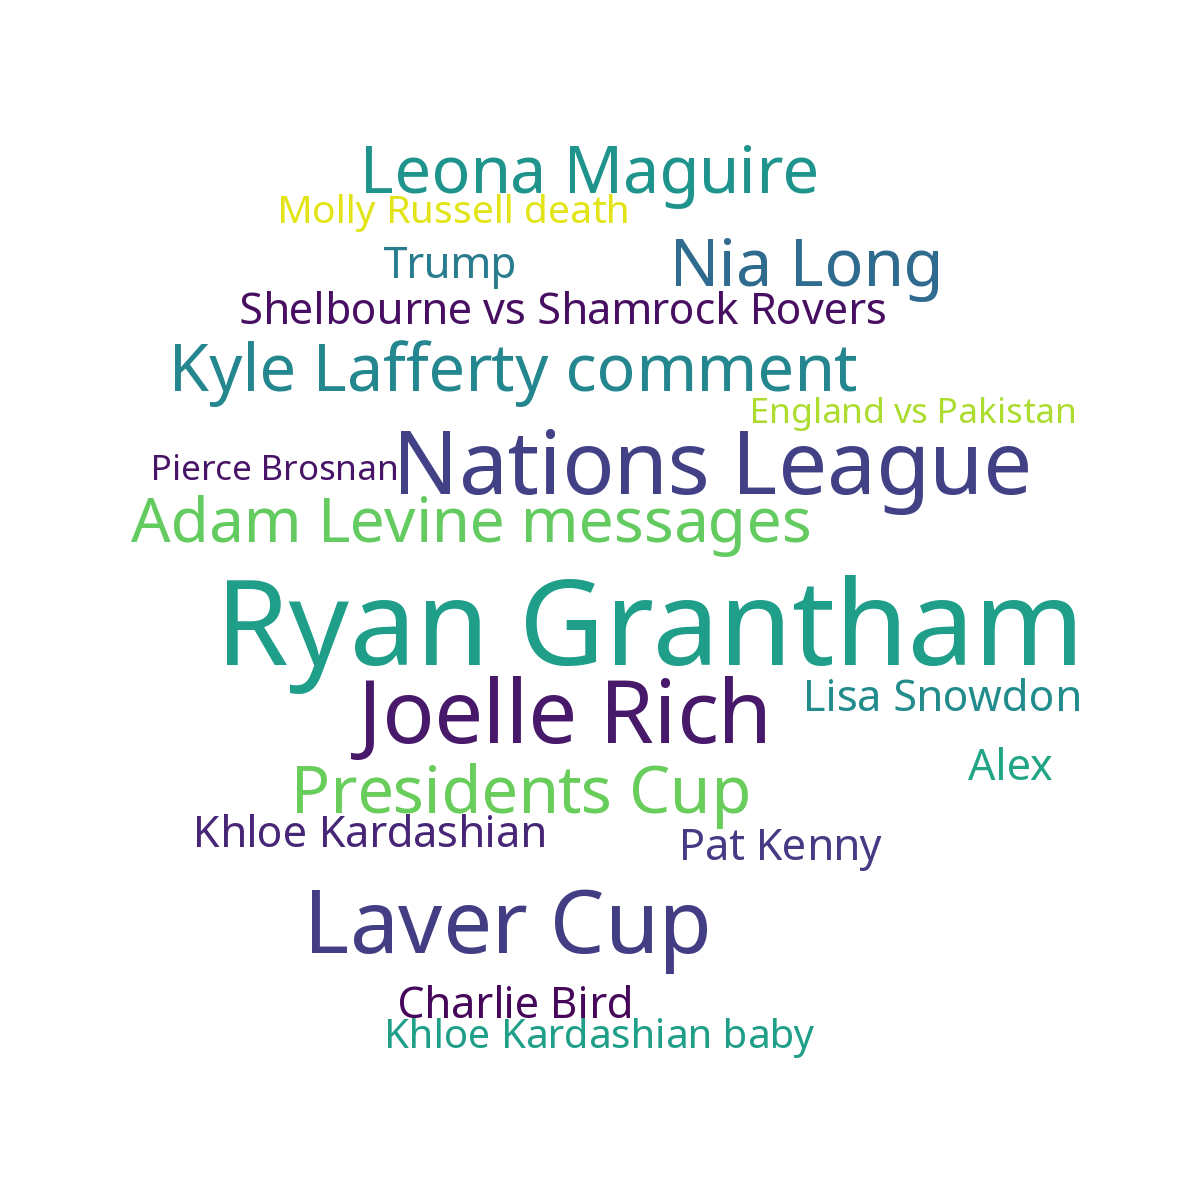 Leona Maguire
Molly Russell death
Trump
Nia Long
Shelbourne vs Shamrock Rovers
Kyle Lafferty comment
England vs Pakistan
Nations League
Pierce Brosnan
Adam Levine messages
Ryan Grantham
Joelle Rich
Lisa Snowdon
Alex
Presidents Cup
Khloe Kardashian
Pat Kenny
Laver Cup
Charlie Bird
Khloe Kardashian baby